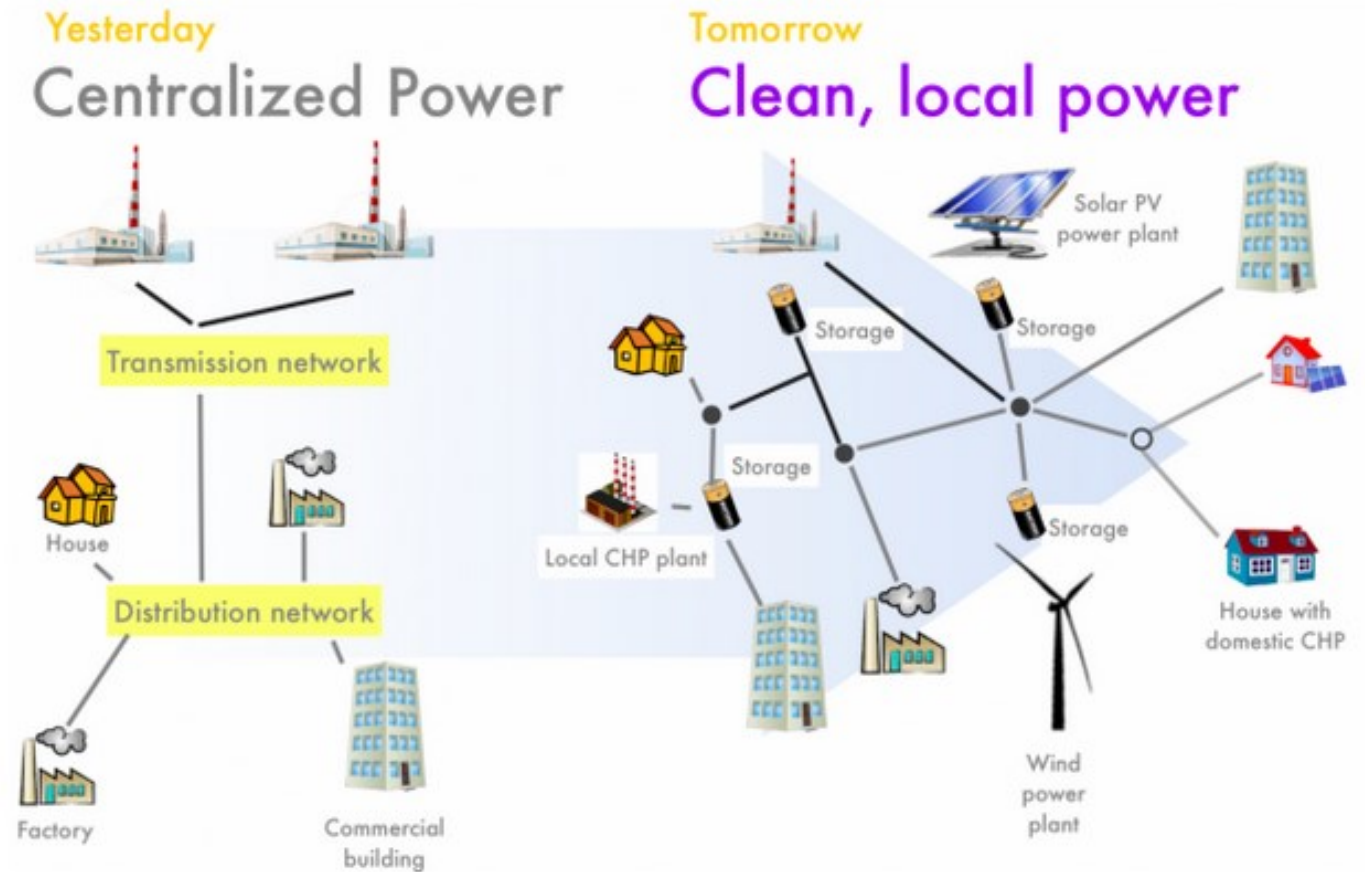 Yesterday
Centralized Power
Transmission network
House
Distribution network
Factory
Commercial
building
Tomorrow
Clean, local power
Solar PV
power plant
Storage
Storage
Storage
Local CHP plant
Storage
House with
domestic CHP
Wind
power
plant